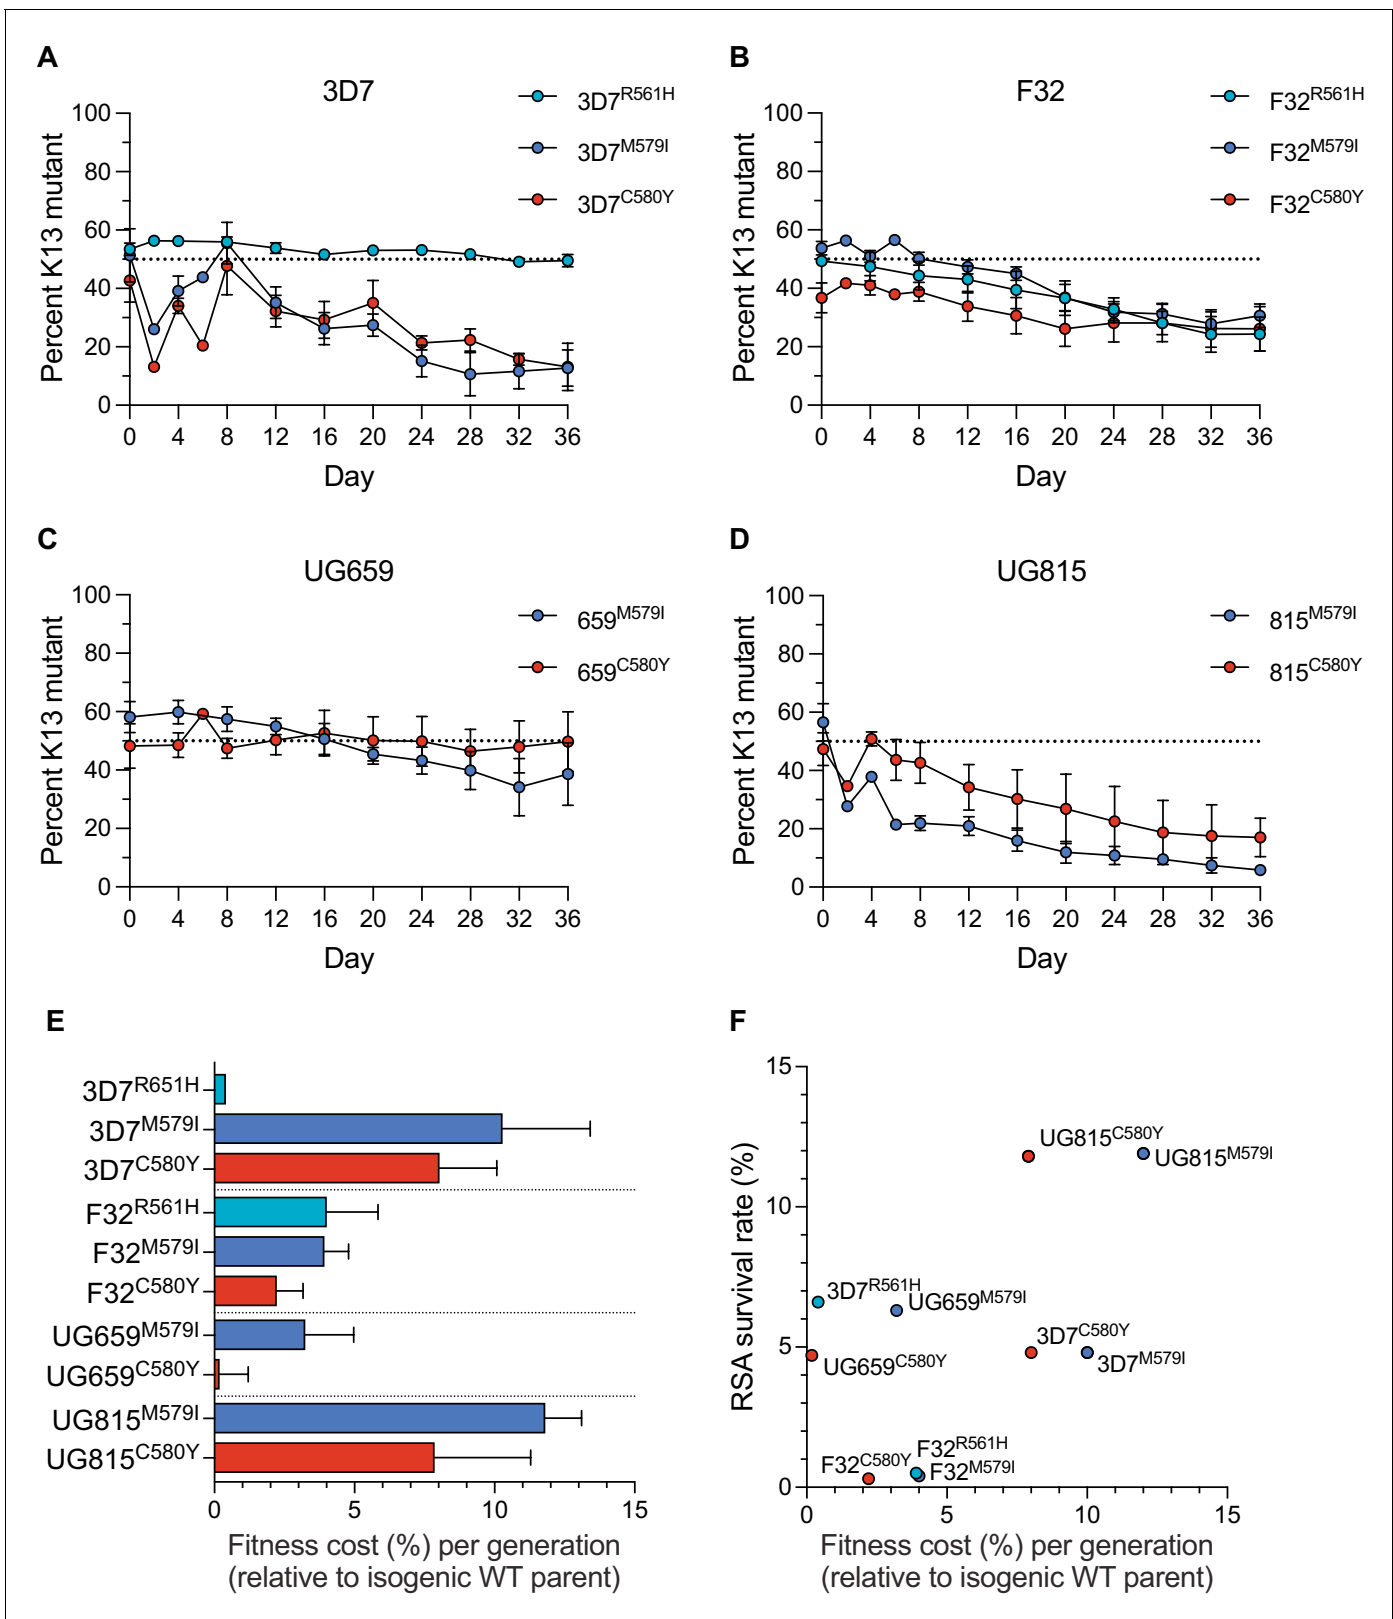 A
3D7
3D7R561H
3D7M579I
3D7C580Y
Percent K13 mutant
100
80
60
40
20
0
0 4 8 12 16 20 24 28 32 36
Day
B
F32
F32R561H
F32M579I
F32C580Y
Percent K13 mutant
100
80
60
40
20
0
0 4 8 12 16 20 24 28 32 36
Day
C
UG659
659M579I
659C580Y
Percent K13 mutant
100
80
60
40
20
0
0 4 8 12 16 20 24 28 32 36
Day
D
UG815
815M579I
815C580Y
Percent K13 mutant
100
80
60
40
20
0
0 4 8 12 16 20 24 28 32 36
Day
E
3D7R651H
3D7M579I
3D7C580Y
F32R561H
F32M579I
F32C580Y
UG659M579I
UG659C580Y
UG815M579I
UG815C580Y
0 5 10 15
Fitness cost (%) per generation
(relative to isogenic WT parent)
F
RSA survival rate (%)
15
10
5
0
UG815C580Y
UG815M579I
3D7R561H
UG659M579I
3D7C580Y
3D7M579I
UG659C580Y
F32R561H
F32C580Y
F32M579I
0 5 10 15
Fitness cost (%) per generation
(relative to isogenic WT parent)